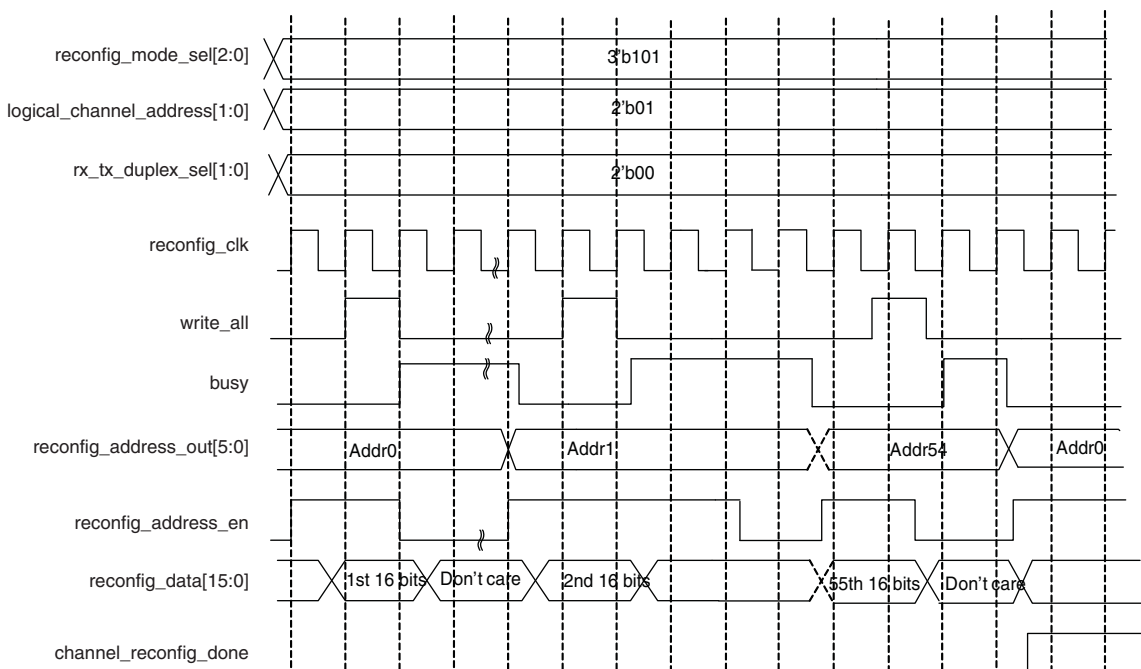 reconfig_mode_sel[2:0] 3'b101
logical_channel_address[1:0] 2'b01
rx_tx_duplex_sel[1:0] 2'b00
reconfig_clk
write_all
busy
reconfig_address_out[5:0] Addr0 Addr1 Addr54 Addr0
reconfig_address_en
reconfig_data[15:0] 1st 16 bits Don't care 2nd 16 bits 55th 16 bits Don't care
channel_reconfig_done